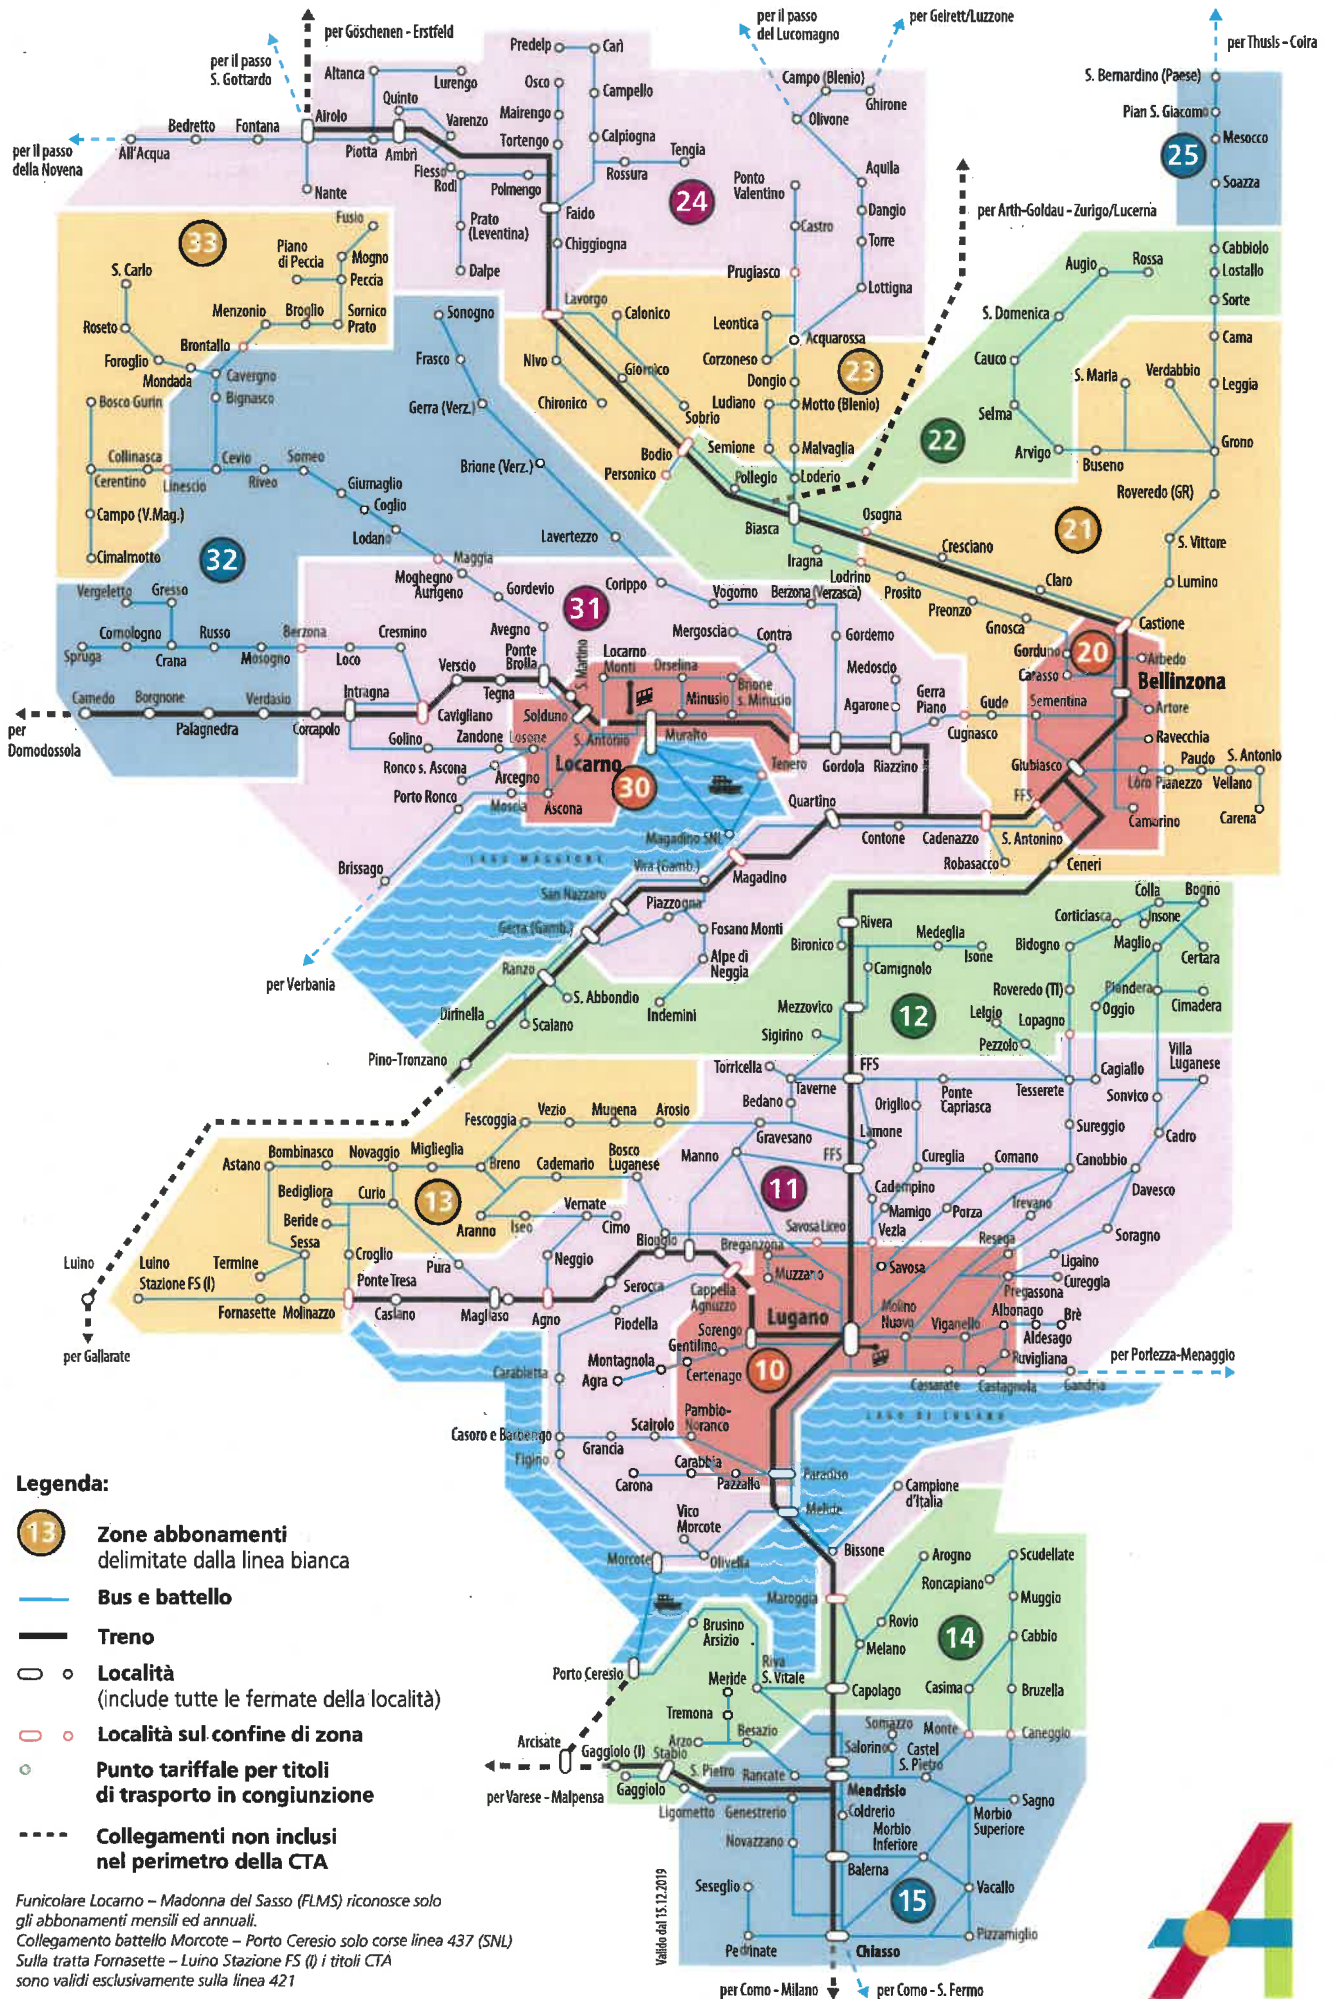 per Göschenen - Erstfeld
per il passo
S. Gottardo
per il passo
del Lucomagno
per Geirett/Luzzone
per Thusis - Coira
per il passo
della Novena
All'Acqua
Bedretto
Fontana
Airolo
Nante
Altanca
Lurengo
Quinto
Varenzo
Piotta
Ambrì
Fiesso
Rodi
Prato
(Leventina)
Dalpe
Polmengo
Predelp
Carì
Osco
Campello
Mairengo
Tortengo
Calpiogna
Rossura
Tengia
Faido
Chiggiogna
24
Campo (Blenio)
Ghirone
Olivone
Aquila
Dangio
Torre
Lottigna
Ponto
Valentino
Castro
Prugiasco
Leontica
Acquarossa
Corzoneso
Dongio
23
Ludiano
Motto (Blenio)
Semione
Malvaglia
Loderio
S. Bernardino (Paese)
Pian S. Giacomo
Mesocco
25
Soazza
per Arth-Goldau - Zurigo/Lucerna
Cabbiolo
Lostallo
Sorte
Cama
Leggia
Grono
Verdabbio
S. Maria
Augio
Rossa
S. Domenica
Cauco
Selma
Arvigo
Buseno
22
Roveredo (GR)
S. Vittore
Lumino
21
33
Fusio
Mogno
Piano
di Peccia
Peccia
S. Carlo
Menzonio
Broglio
Sornico
Prato
Roseto
Brontallo
Foroglio
Mondada
Cavergno
Bignasco
Bosco Gurin
Collinasca
Cerentino
Linescio
Cevio
Riveo
Someo
Campo (V.Mag.)
Cimalmotto
Giumaglio
Coglio
Lodano
Maggia
Moghegno
Aurigeno
Gordevio
Avegno
Ponte
Brolla
32
Sonogno
Frasco
Gerra (Verz.)
Brione (Verz.)
Lavertezzo
Corippo
Vogorno
Berzona (Verzasca)
Lavorgo
Calonico
Nivo
Giornico
Chironico
Sobrio
Bodio
Personico
Pollegio
Biasca
Osogna
Iragna
Lodrino
Cresciano
Prosito
Claro
Preonzo
Gnosca
Castione
Gorduno
20
Arbedo
Carasso
Bellinzona
Artore
Sementina
Ravecchia
Gudo
Giubiasco
Loro
Pianezzo
Paudo
Vellano
S. Antonio
Carena
Camorino
FFS
S. Antonino
Ceneri
Robasacco
Cadenazzo
Contone
Quartino
Cugnasco
Gerra
Piano
Medoscio
Agarone
Gordemo
Mergoscia
Contra
31
Vergeletto
Gresso
Comologno
Spruga
Crana
Russo
Mosogno
Berzona
Loco
Cresmino
Camedo
Borgnone
Palagnedra
Verdasio
Corcapolo
Intragna
Verscio
Tegna
Cavigliano
per
Domodossola
Golino
Zandone
Losone
Ronco s. Ascona
Arcegno
Porto Ronco
Moscia
Ascona
Brissago
per Verbania
S. Martino
Solduno
Locarno
Monti
Orselina
Brione
s. Minusio
Minusio
S. Antonio
Muralto
Locarno
30
Tenero
Gordola
Riazzino
Magadino SNL
LAGO MAGGIORE
Vira (Gamb.)
Magadino
San Nazzaro
Piazzogna
Gerra (Gamb.)
Fosano Monti
Alpe di
Neggia
Indemini
Ranzo
S. Abbondio
Dirinella
Scaiano
Pino-Tronzano
Rivera
Bironico
Medeglia
Isone
Camignolo
Mezzovico
12
Sigirino
Colla
Bogno
Corticiasca
Insone
Bidogno
Maglio
Certara
Roveredo (TI)
Piandera
Oggio
Cimadera
Lelgio
Lopagno
Pezzolo
Torricella
Taverne
FFS
Bedano
Origlio
Ponte
Capriasca
Tesserete
Cagiallo
Villa
Luganese
Sonvico
Sureggio
Cadro
Gravesano
Lamone
Manno
FFS
Cureglia
Comano
Canobbio
Davesco
11
Cadempino
Mamigo
Porza
Trevano
Vezia
Savosa Liceo
Soragno
Resega
Savosa
Ligaino
Cureggia
Pregassona
Breganzona
Muzzano
Molino
Nuovo
Viganello
Albonago
Brè
Aldesago
Ruvigliana
Lugano
Cassarate
Castagnola
Gandria
per Porlezza-Menaggio
LAGO DI LUGANO
10
Fescoggia
Vezio
Mugena
Arosio
Astano
Bombinasco
Novaggio
Miglieglia
Breno
Cademario
Bosco
Luganese
Bedigliora
Curio
13
Beride
Aranno
Iseo
Vernate
Cimo
Sessa
Croglio
Pura
Neggio
Bioggio
Termine
Luino
Luino
Stazione FS (I)
Fornasette
Molinazzo
Ponte Tresa
Caslano
Magliaso
Agno
Serocca
Cappella
Agnuzzo
Piodella
Sorengo
Gentilino
Montagnola
Certenago
Agra
per Gallarate
Carabietta
Casoro e Barbengo
Grancia
Scairolo
Pambio-
Noranco
Figino
Carona
Carabbia
Pazzallo
Paradiso
Melide
Vico
Morcote
Morcote
Olivella
Campione
d'Italia
Bissone
Maroggia
Arogno
Roncapiano
Scudellate
Muggio
Rovio
Melano
14
Cabbio
Casima
Bruzella
Capolago
Monte
Caneggio
Porto Ceresio
Brusino
Arsizio
Riva
S. Vitale
Meride
Tremona
Arzo
Besazio
Arcisate
Gaggiolo (I)
Stabio
S. Pietro
Rancate
Gaggiolo
Ligornetto
Genestrerio
per Varese - Malpensa
Somazzo
Salorino
Castel
S. Pietro
Mendrisio
Coldrerio
Morbio
Inferiore
Morbio
Superiore
Sagno
Novazzano
Balerna
Seseglio
15
Vacallo
Pedrinate
Chiasso
Pizzamiglio
per Como - Milano
per Como - S. Fermo
Valido dal 15.12.2019
Legenda:
13
Zone abbonamenti
delimitate dalla linea bianca
Bus e battello
Treno
Località
(include tutte le fermate della località)
Località sul confine di zona
Punto tariffale per titoli
di trasporto in congiunzione
Collegamenti non inclusi
nel perimetro della CTA
Funicolare Locarno – Madonna del Sasso (FLMS) riconosce solo
gli abbonamenti mensili ed annuali.
Collegamento battello Morcote – Porto Ceresio solo corse linea 437 (SNL)
Sulla tratta Fornasette – Luino Stazione FS (I) i titoli CTA
sono validi esclusivamente sulla linea 421